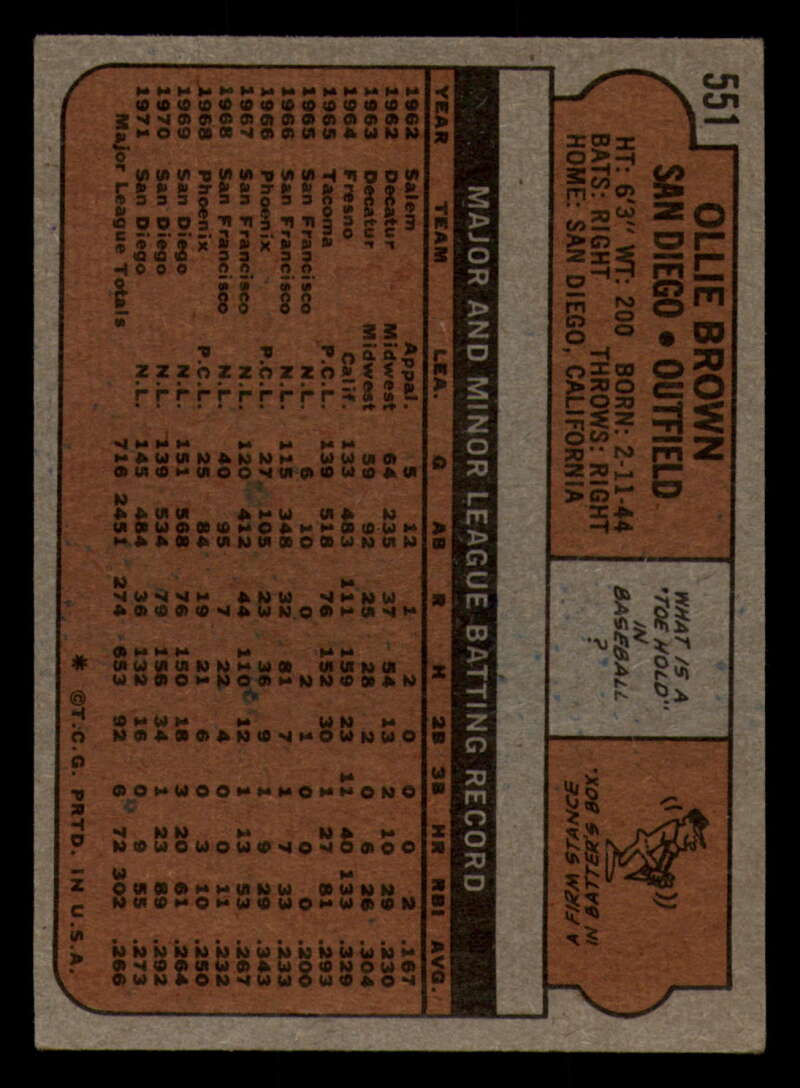 551
OLLIE BROWN
SAN DIEGO • OUTFIELD
HT: 6'3" WT: 200 BORN: 2-11-44
BATS: RIGHT THROWS: RIGHT
HOME: SAN DIEGO, CALIFORNIA
WHAT IS A
"TOE HOLD"
IN
BASEBALL
?
A FIRM STANCE
IN BATTER'S BOX.
MAJOR AND MINOR LEAGUE BATTING RECORD
YEAR TEAM LEA. G AB R H 2B 3B HR RBI AVG.
1962 Salem Appal. 5 12 1 2 0 0 0 2 .167
1962 Decatur Midwest 64 235 37 54 13 2 10 29 .230
1963 Decatur Midwest 59 92 25 28 2 0 6 26 .304
1964 Fresno Calif. 133 483 111 159 23 11 40 133 .329
1965 Tacoma P.C.L. 139 518 76 152 30 1 27 81 .293
1965 San Francisco N.L. 6 10 0 2 1 0 0 0 .200
1966 San Francisco N.L. 115 348 32 81 7 1 7 33 .233
1966 Phoenix P.C.L. 27 105 23 36 9 1 9 29 .343
1967 San Francisco N.L. 120 412 44 110 12 1 13 53 .267
1968 San Francisco N.L. 40 95 7 22 4 0 0 11 .232
1968 Phoenix P.C.L. 25 84 19 21 6 0 3 10 .250
1969 San Diego N.L. 151 568 76 150 18 3 20 61 .264
1970 San Diego N.L. 139 534 79 156 34 1 23 89 .292
1971 San Diego N.L. 145 484 36 132 16 0 9 55 .273
Major League Totals 716 2451 274 653 92 6 72 302 .266
* ©T.C.G. PRTD. IN U.S.A.